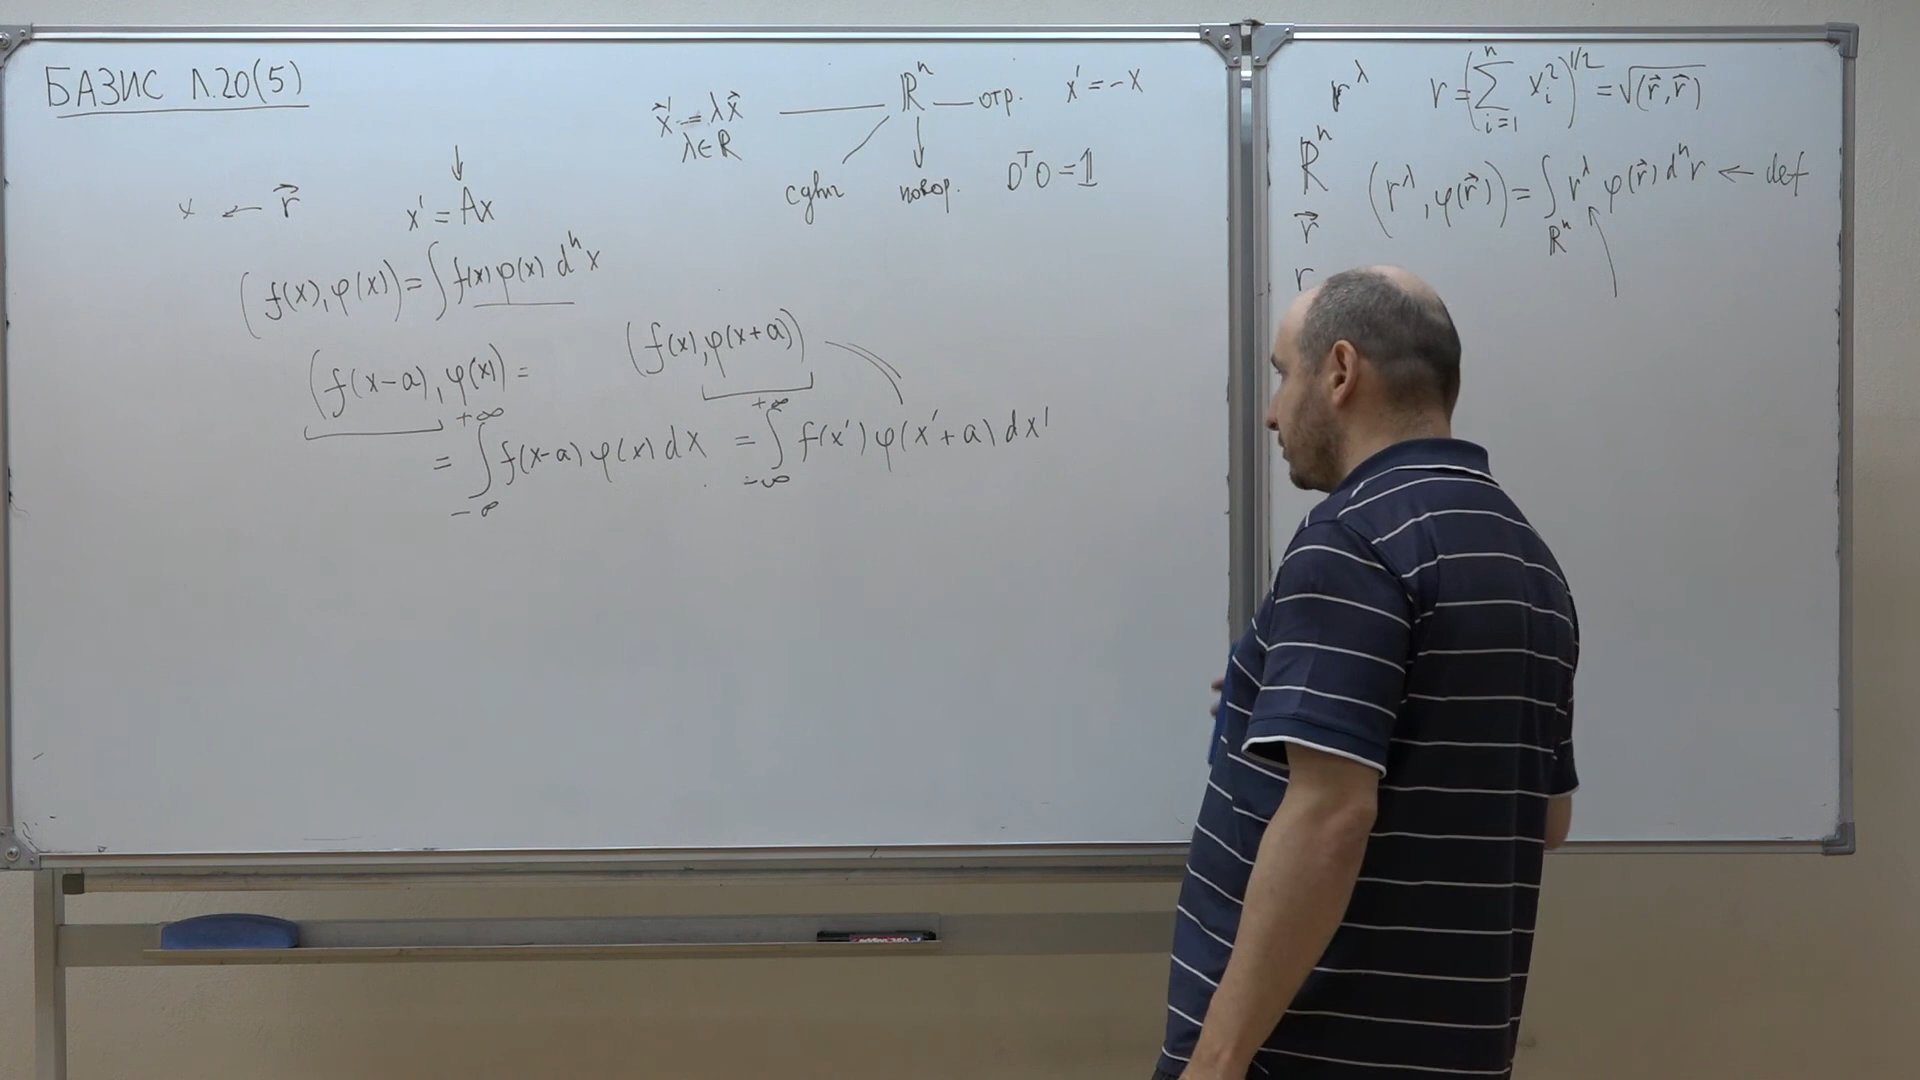 БАЗИС Л.20(5)
x⃗' = λx⃗
λ∈ℝ
ℝⁿ
отр.
x' = -x
сдвиг
повор.
OᵀO = 𝟙
x ← r⃗
x' = Ax
(f(x), φ(x)) = ∫ f(x) φ(x) dⁿx
(f(x-a), φ(x)) =
(f(x), φ(x+a))
= ∫_{-∞}^{+∞} f(x-a) φ(x) dx = ∫_{-∞}^{+∞} f(x') φ(x'+a) dx'
r^λ
r = (∑_{i=1}^{n} x_i²)^{1/2} = √(r⃗, r⃗)
ℝⁿ
(r^λ, φ(r⃗)) = ∫_{ℝⁿ} r^λ φ(r⃗) dⁿr ← def
r⃗
r